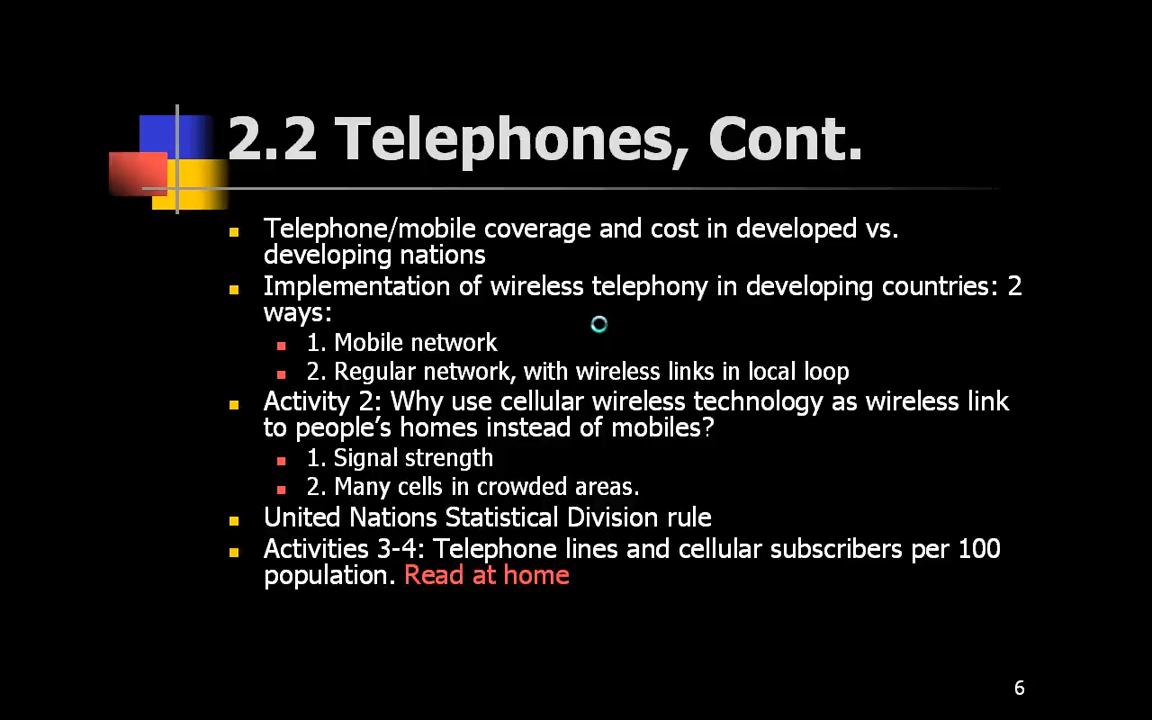 2.2 Telephones, Cont.
Telephone/mobile coverage and cost in developed vs.
developing nations
Implementation of wireless telephony in developing countries: 2
ways:
1. Mobile network
2. Regular network, with wireless links in local loop
Activity 2: Why use cellular wireless technology as wireless link
to people’s homes instead of mobiles?
1. Signal strength
2. Many cells in crowded areas.
United Nations Statistical Division rule
Activities 3-4: Telephone lines and cellular subscribers per 100
population. Read at home
6